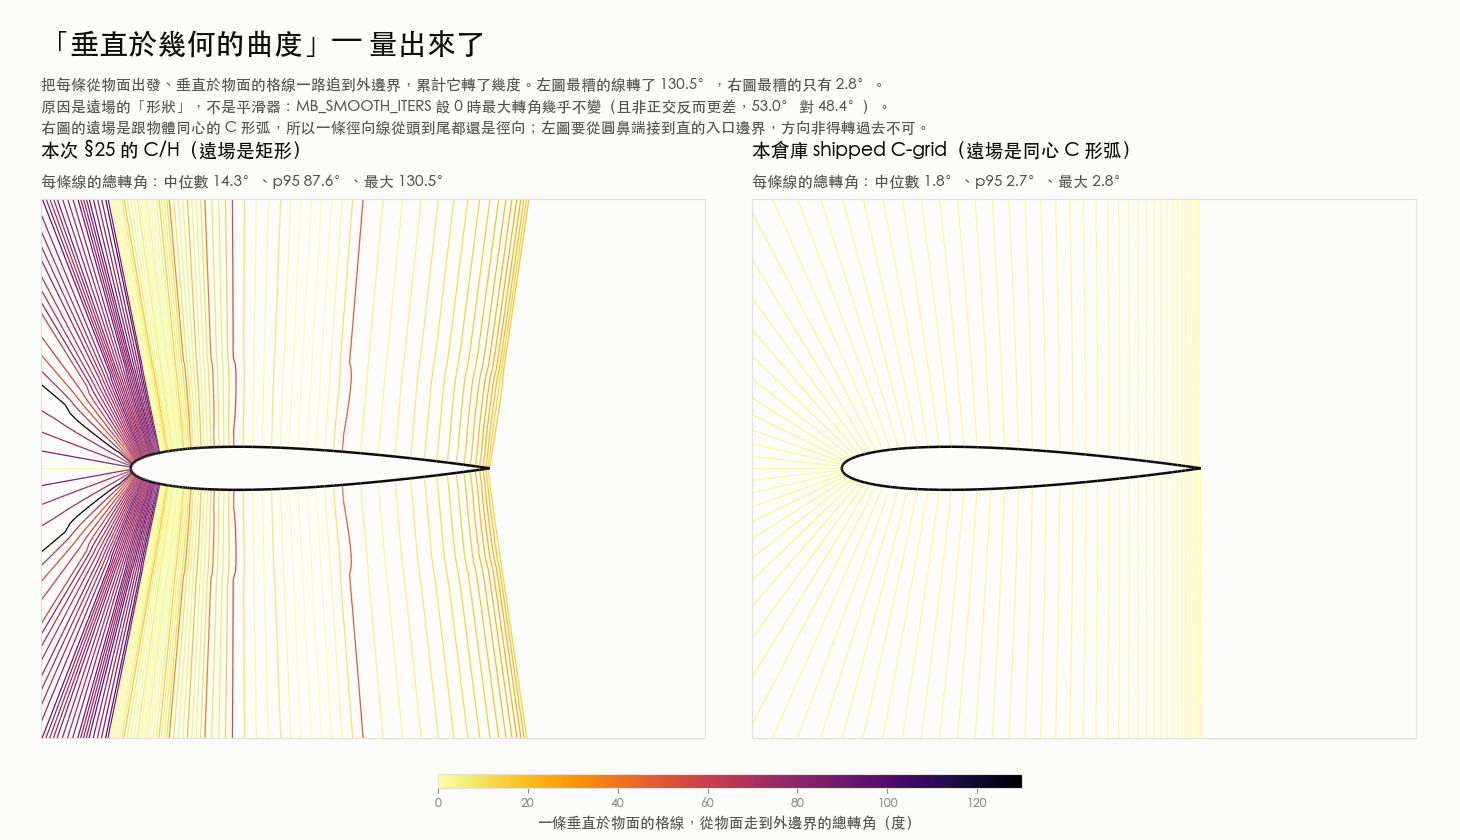 「垂直於幾何的曲度」一 量出來了
把每條從物面出發、垂直於物面的格線一路追到外邊界，累計它轉了幾度。左圖最糟的線轉了 130.5°，右圖最糟的只有 2.8°。
原因是遠場的「形狀」，不是平滑器：MB_SMOOTH_ITERS 設 0 時最大轉角幾乎不變（且非正交反而更差，53.0° 對 48.4°）。
右圖的遠場是跟物體同心的 C 形弧，所以一條徑向線從頭到尾都還是徑向；左圖要從圓鼻端接到直的入口邊界，方向非得轉過去不可。
本次 §25 的 C/H（遠場是矩形）
每條線的總轉角：中位數 14.3°、p95 87.6°、最大 130.5°
本倉庫 shipped C-grid（遠場是同心 C 形弧）
每條線的總轉角：中位數 1.8°、p95 2.7°、最大 2.8°
0 20 40 60 80 100 120
一條垂直於物面的格線，從物面走到外邊界的總轉角（度）